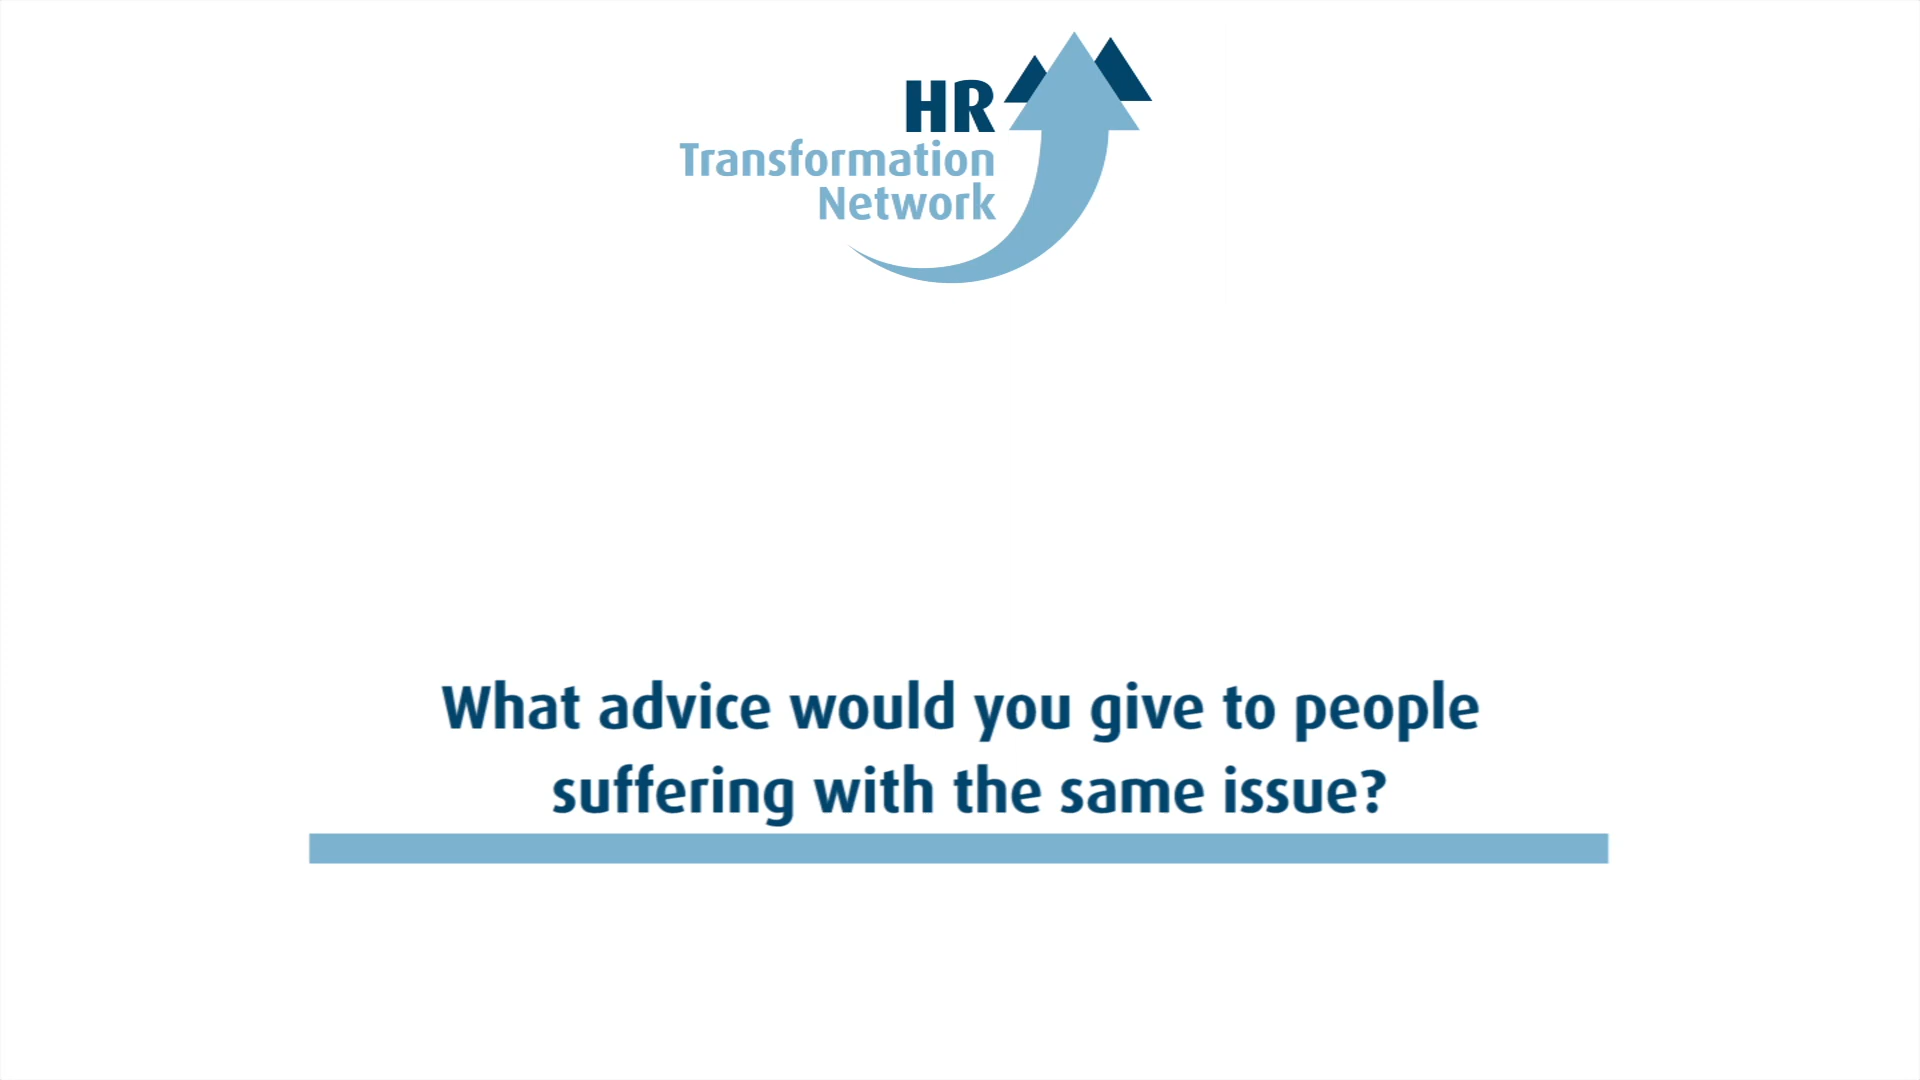 HR
Transformation
Network
What advice would you give to people
suffering with the same issue?